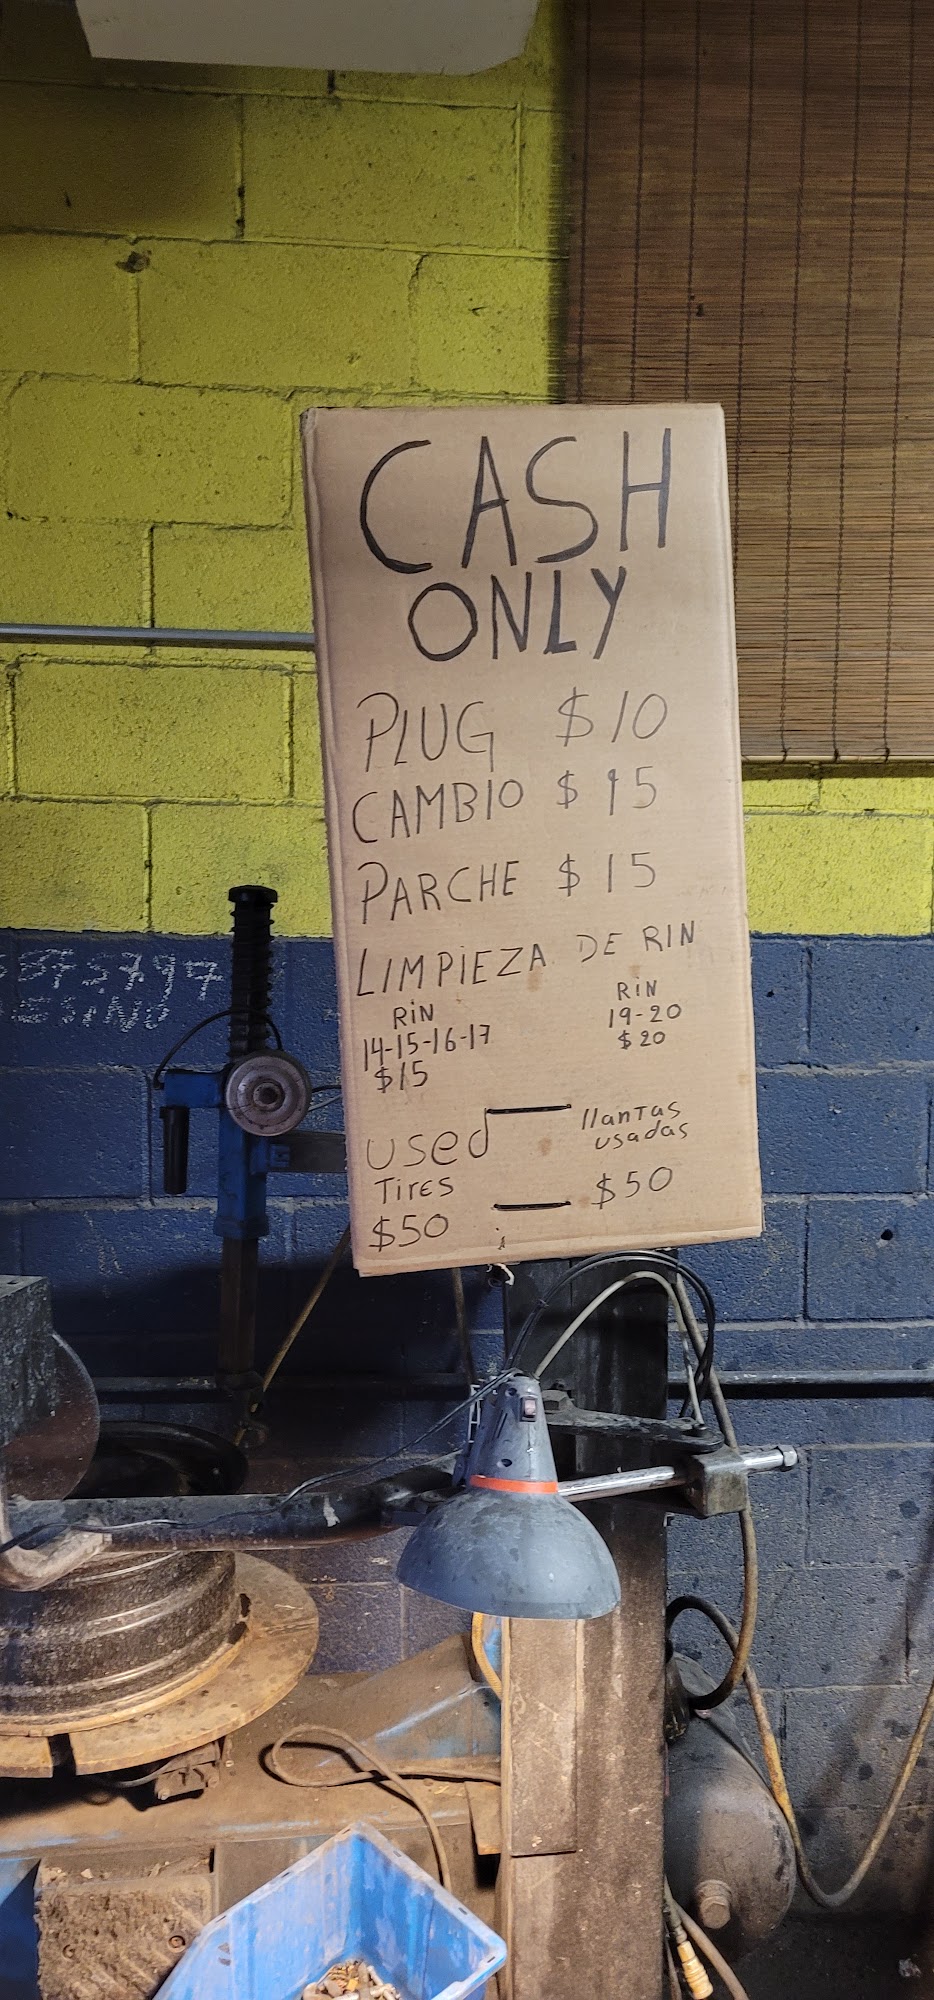 CASH
ONLY
PLUG $10
CAMBIO $15
PARCHE $15
LIMPIEZA DE RIN
RIN
14-15-16-17
$15
RIN
19-20
$20
used
Tires
$50
llantas
usadas
$50